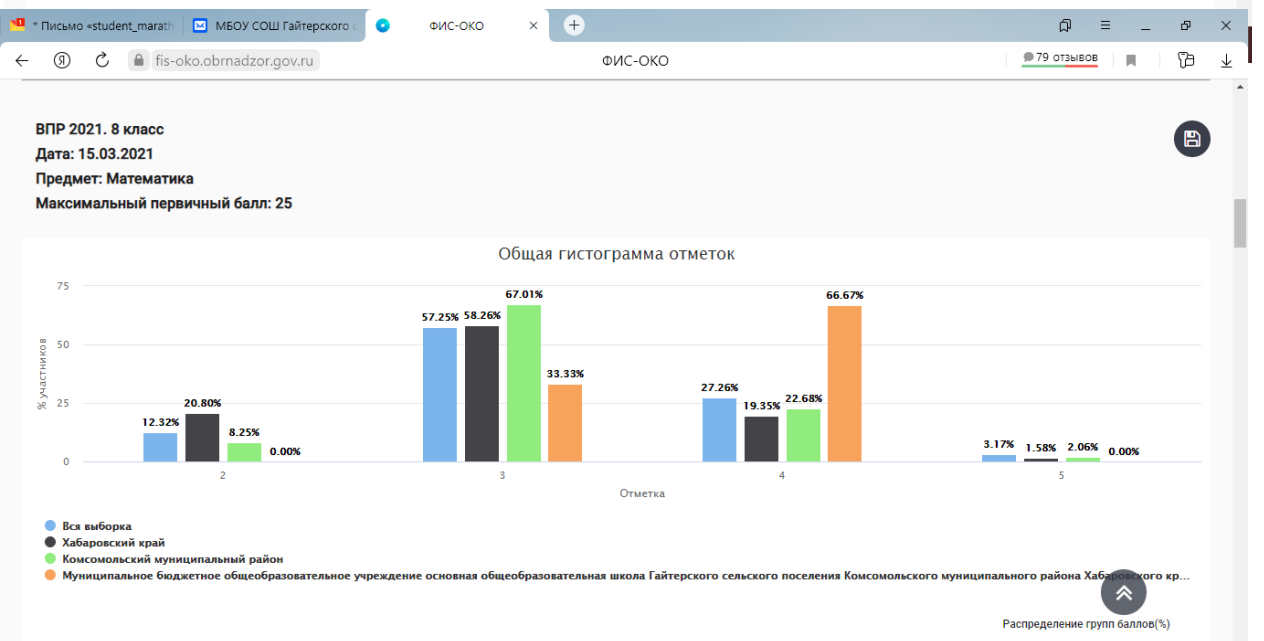 * Письмо «student_marath
МБОУ СОШ Гайтерского с
ФИС-ОКО
fis-oko.obrnadzor.gov.ru
ФИС-ОКО
79 отзывов
ВПР 2021. 8 класс
Дата: 15.03.2021
Предмет: Математика
Максимальный первичный балл: 25
Общая гистограмма отметок
% участников
75
50
25
0
12.32% 20.80% 8.25% 0.00%
57.25% 58.26% 67.01% 33.33%
27.26% 19.35% 22.68% 66.67%
3.17% 1.58% 2.06% 0.00%
2 3 4 5
Отметка
Вся выборка
Хабаровский край
Комсомольский муниципальный район
Муниципальное бюджетное общеобразовательное учреждение основная общеобразовательная школа Гайтерского сельского поселения Комсомольского муниципального района Хабаровского кр...
Распределение групп баллов(%)